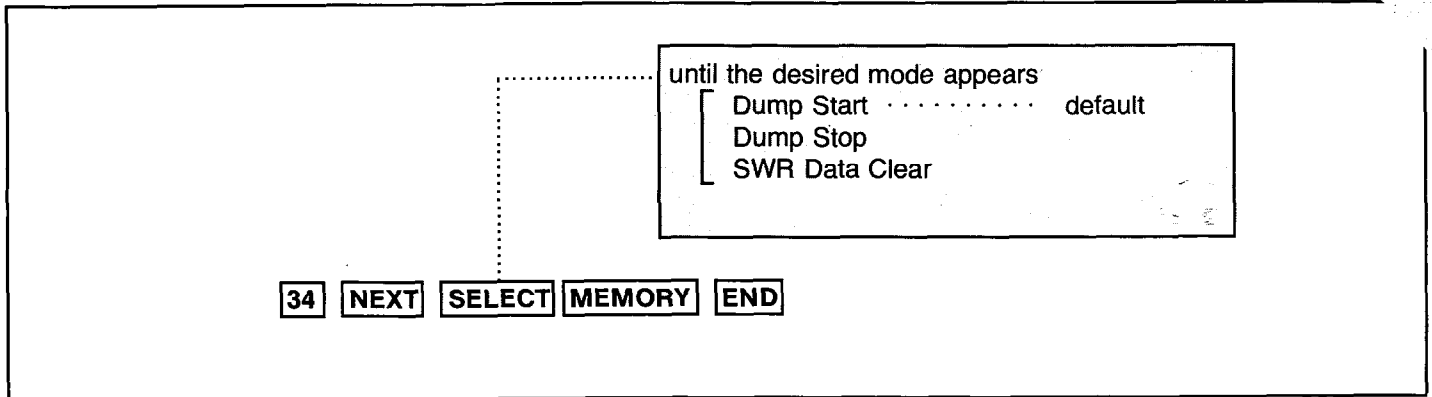 until the desired mode appears
Dump Start ·········· default
Dump Stop
SWR Data Clear
34 NEXT SELECT MEMORY END